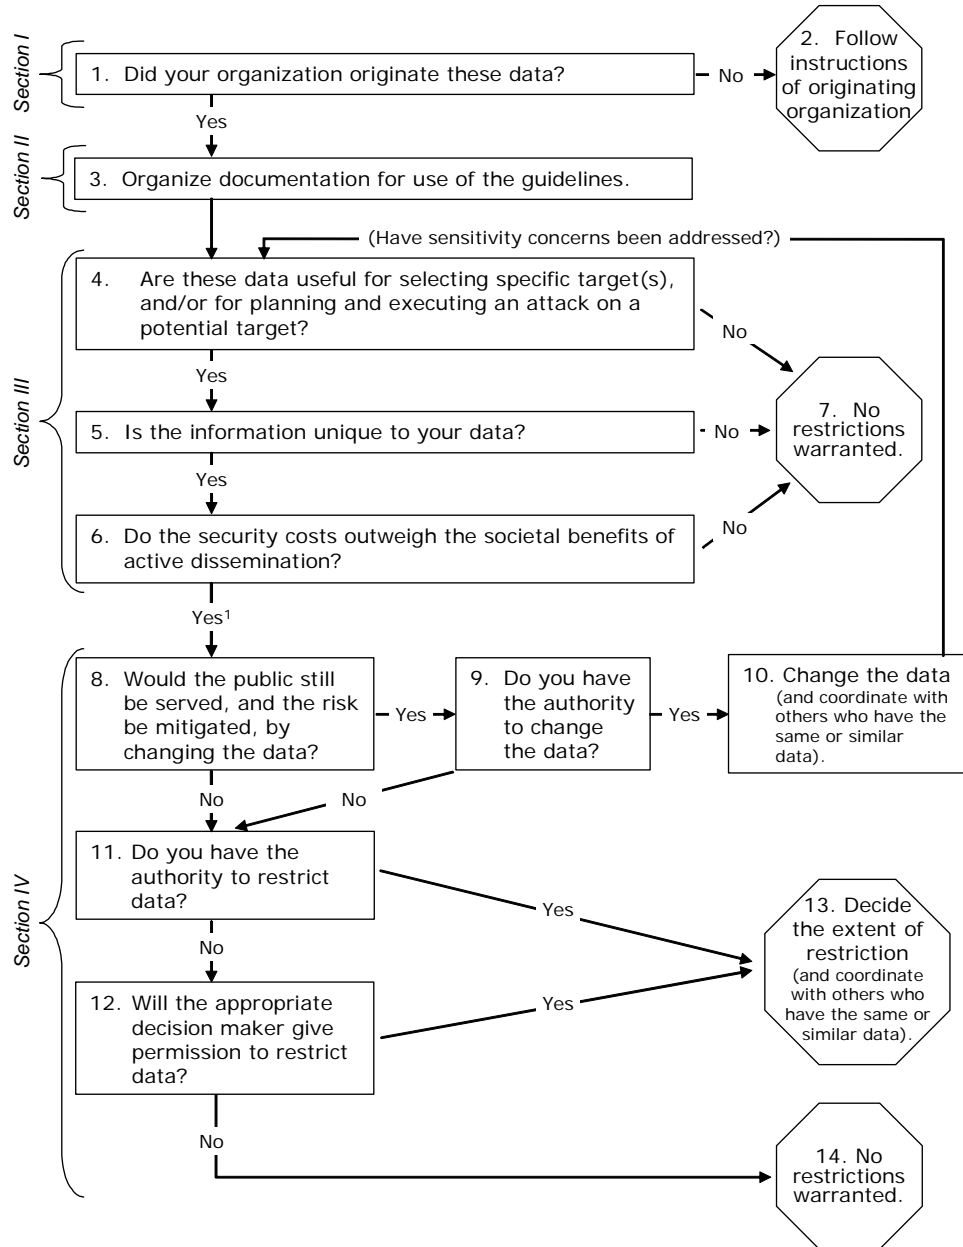 Section I
1. Did your organization originate these data?
No
2. Follow
instructions
of originating
organization
Yes
Section II
3. Organize documentation for use of the guidelines.
(Have sensitivity concerns been addressed?)
Section III
4. Are these data useful for selecting specific target(s),
and/or for planning and executing an attack on a
potential target?
No
Yes
7. No
restrictions
warranted.
5. Is the information unique to your data?
No
Yes
6. Do the security costs outweigh the societal benefits of
active dissemination?
No
Yes¹
Section IV
8. Would the public still
be served, and the risk
be mitigated, by
changing the data?
Yes
9. Do you have
the authority
to change
the data?
Yes
10. Change the data
(and coordinate with
others who have the
same or similar
data).
No
No
11. Do you have the
authority to restrict
data?
Yes
No
13. Decide
the extent of
restriction
(and coordinate
with others who
have the same or
similar data).
12. Will the appropriate
decision maker give
permission to restrict
data?
Yes
No
14. No
restrictions
warranted.